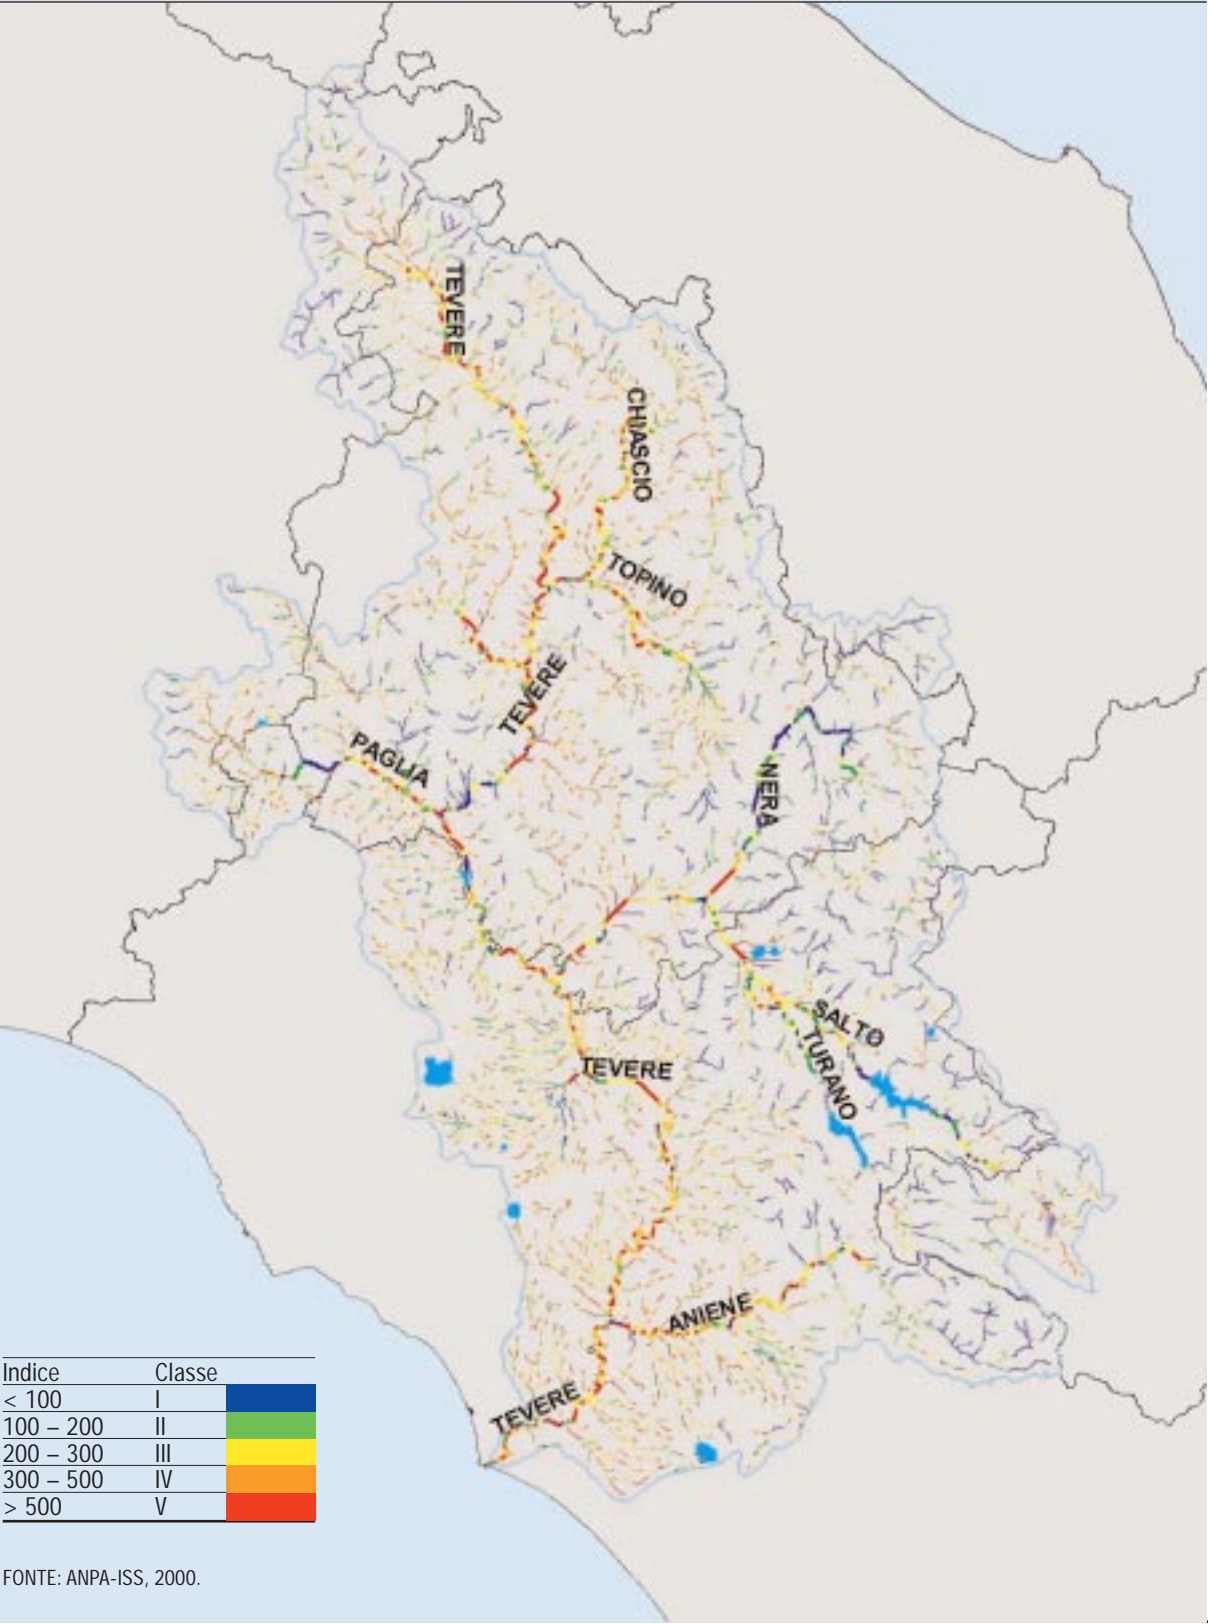 TEVERE
CHIASCIO
TOPINO
TEVERE
PAGLIA
NERA
SALTO
TURANO
TEVERE
ANIENE
TEVERE
Indice Classe
< 100 I
100 – 200 II
200 – 300 III
300 – 500 IV
> 500 V
FONTE: ANPA-ISS, 2000.